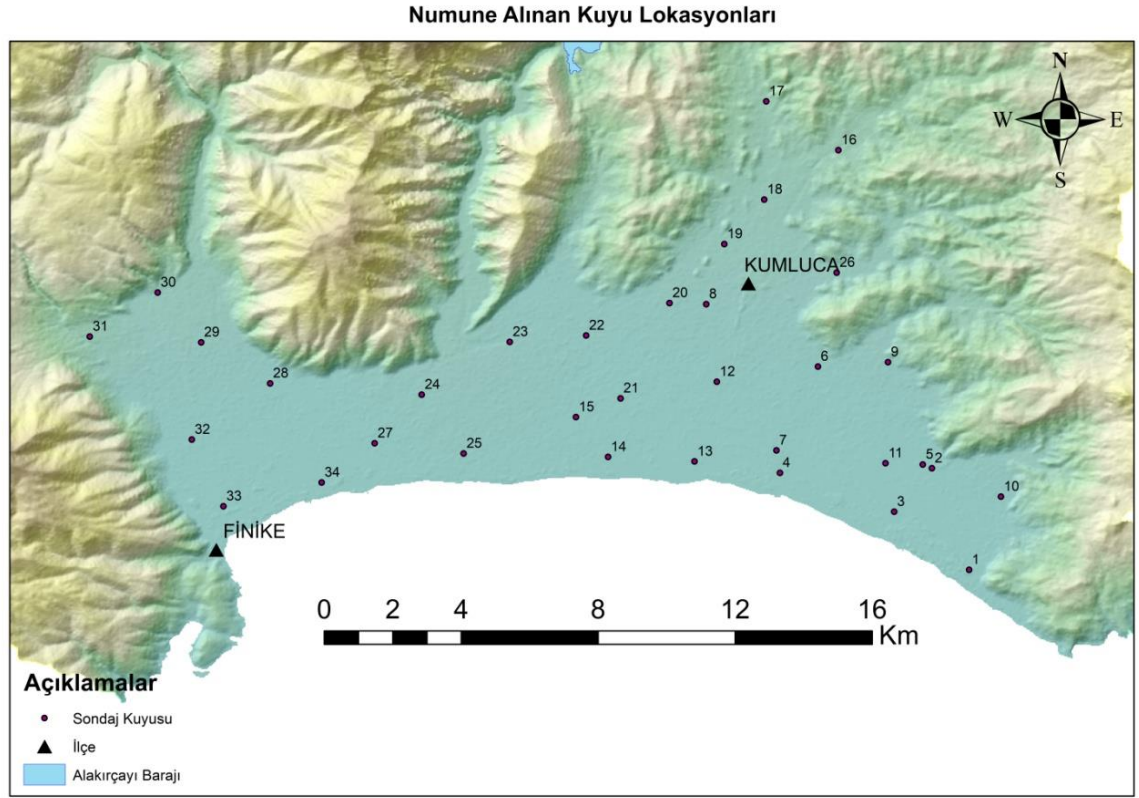 Numune Alınan Kuyu Lokasyonları
N
W E
S
17
16
18
19
KUMLUCA
26
30
20
8
31
29
23
22
6
9
28
12
24
21
15
32
27
25
14
13
7
4
11
5
2
34
10
33
3
FİNİKE
1
0 2 4 8 12 16
Km
Açıklamalar
Sondaj Kuyusu
İlçe
Alakırçayı Barajı